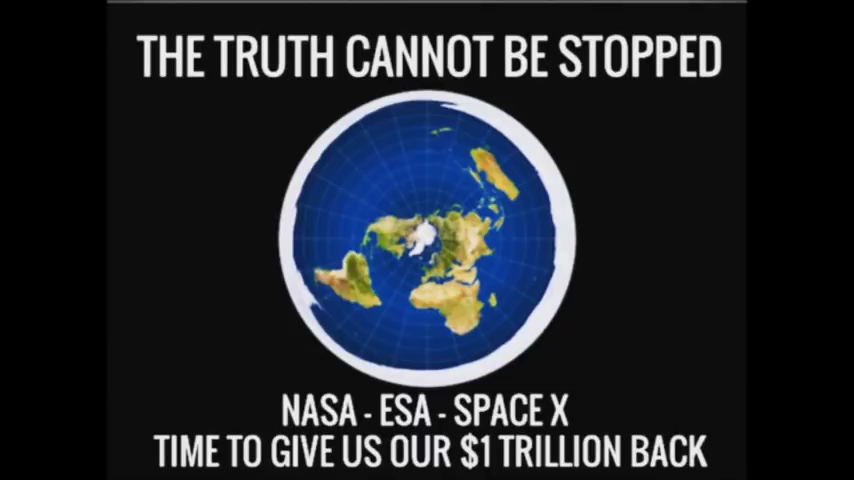 THE TRUTH CANNOT BE STOPPED
NASA - ESA - SPACE X
TIME TO GIVE US OUR $1 TRILLION BACK